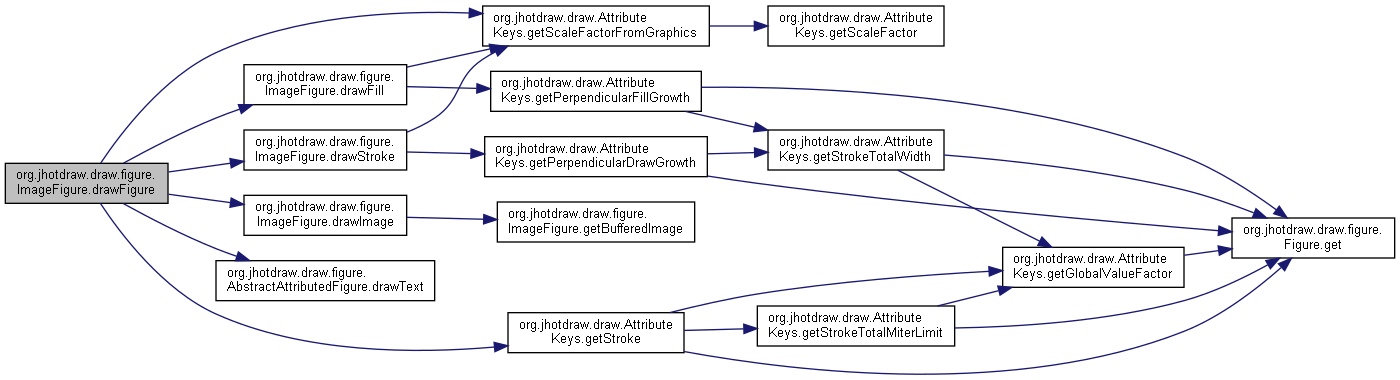 org.jhotdraw.draw.figure.
ImageFigure.drawFigure
org.jhotdraw.draw.Attribute
Keys.getScaleFactorFromGraphics
org.jhotdraw.draw.Attribute
Keys.getScaleFactor
org.jhotdraw.draw.figure.
ImageFigure.drawFill
org.jhotdraw.draw.Attribute
Keys.getPerpendicularFillGrowth
org.jhotdraw.draw.figure.
ImageFigure.drawStroke
org.jhotdraw.draw.Attribute
Keys.getPerpendicularDrawGrowth
org.jhotdraw.draw.Attribute
Keys.getStrokeTotalWidth
org.jhotdraw.draw.figure.
ImageFigure.drawImage
org.jhotdraw.draw.figure.
ImageFigure.getBufferedImage
org.jhotdraw.draw.figure.
AbstractAttributedFigure.drawText
org.jhotdraw.draw.Attribute
Keys.getStroke
org.jhotdraw.draw.Attribute
Keys.getStrokeTotalMiterLimit
org.jhotdraw.draw.Attribute
Keys.getGlobalValueFactor
org.jhotdraw.draw.figure.
Figure.get